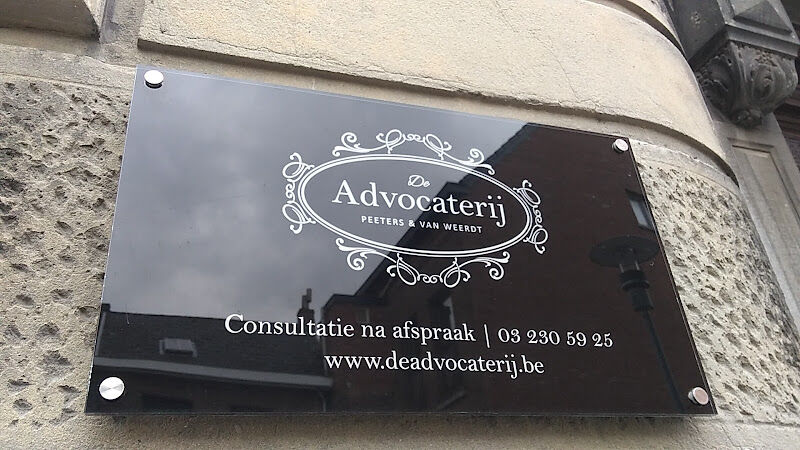 De
Advocaterij
PEETERS & VAN WEERDT
Consultatie na afspraak | 03 230 59 25
www.deadvocaterij.be